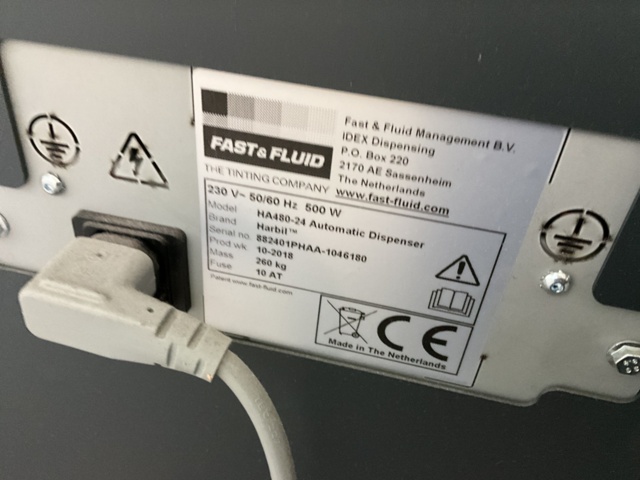 FAST & FLUID
THE TINTING COMPANY
Fast & Fluid Management B.V.
IDEX Dispensing
P.O. Box 220
2170 AE Sassenheim
The Netherlands
www.fast-fluid.com
230 V~ 50/60 Hz 500 W
Model HA480-24 Automatic Dispenser
Brand Harbil™
Serial no. 882401PHAA-1046180
Prod wk 10-2018
Mass 260 kg
Fuse 10 AT
Patent www.fast-fluid.com
CE
Made in The Netherlands